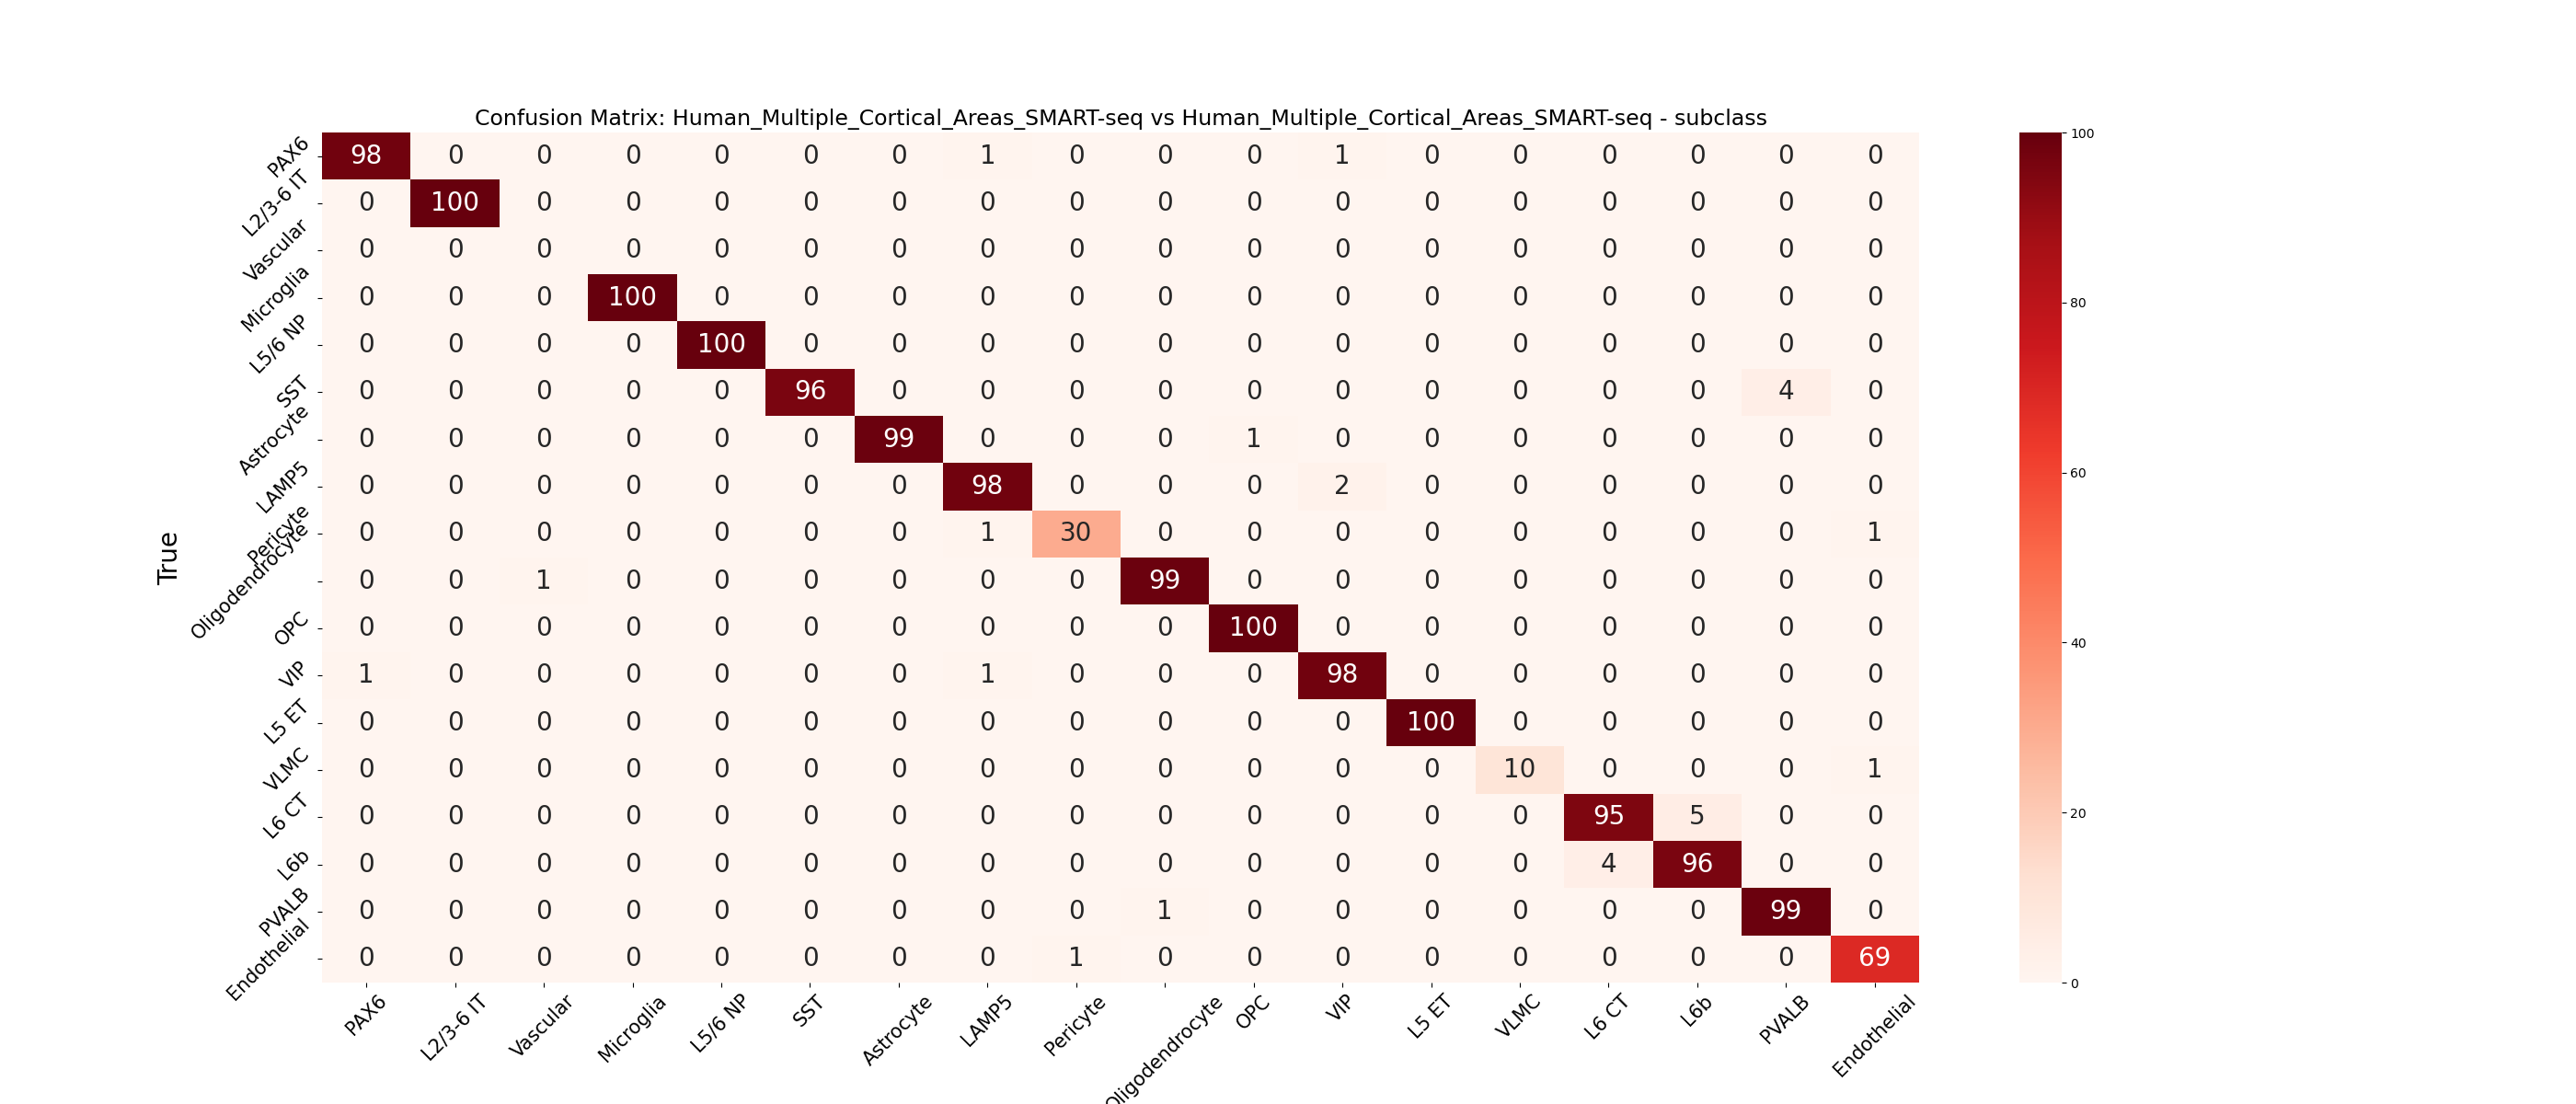 Confusion Matrix: Human_Multiple_Cortical_Areas_SMART-seq vs Human_Multiple_Cortical_Areas_SMART-seq - subclass
True
PAX6 98 0 0 0 0 0 0 1 0 0 0 1 0 0 0 0 0 0
L2/3-6 IT 0 100 0 0 0 0 0 0 0 0 0 0 0 0 0 0 0 0
Vascular 0 0 0 0 0 0 0 0 0 0 0 0 0 0 0 0 0 0
Microglia 0 0 0 100 0 0 0 0 0 0 0 0 0 0 0 0 0 0
L5/6 NP 0 0 0 0 100 0 0 0 0 0 0 0 0 0 0 0 0 0
SST 0 0 0 0 0 96 0 0 0 0 0 0 0 0 0 0 4 0
Astrocyte 0 0 0 0 0 0 99 0 0 0 1 0 0 0 0 0 0 0
LAMP5 0 0 0 0 0 0 0 98 0 0 0 2 0 0 0 0 0 0
Pericyte 0 0 0 0 0 0 0 1 30 0 0 0 0 0 0 0 0 1
Oligodendrocyte 0 0 1 0 0 0 0 0 0 99 0 0 0 0 0 0 0 0
OPC 0 0 0 0 0 0 0 0 0 0 100 0 0 0 0 0 0 0
VIP 1 0 0 0 0 0 0 1 0 0 0 98 0 0 0 0 0 0
L5 ET 0 0 0 0 0 0 0 0 0 0 0 0 100 0 0 0 0 0
VLMC 0 0 0 0 0 0 0 0 0 0 0 0 0 10 0 0 0 1
L6 CT 0 0 0 0 0 0 0 0 0 0 0 0 0 0 95 5 0 0
L6b 0 0 0 0 0 0 0 0 0 0 0 0 0 0 4 96 0 0
PVALB 0 0 0 0 0 0 0 0 0 1 0 0 0 0 0 0 99 0
Endothelial 0 0 0 0 0 0 0 0 1 0 0 0 0 0 0 0 0 69
PAX6 L2/3-6 IT Vascular Microglia L5/6 NP SST Astrocyte LAMP5 Pericyte Oligodendrocyte OPC VIP L5 ET VLMC L6 CT L6b PVALB Endothelial
100
80
60
40
20
0